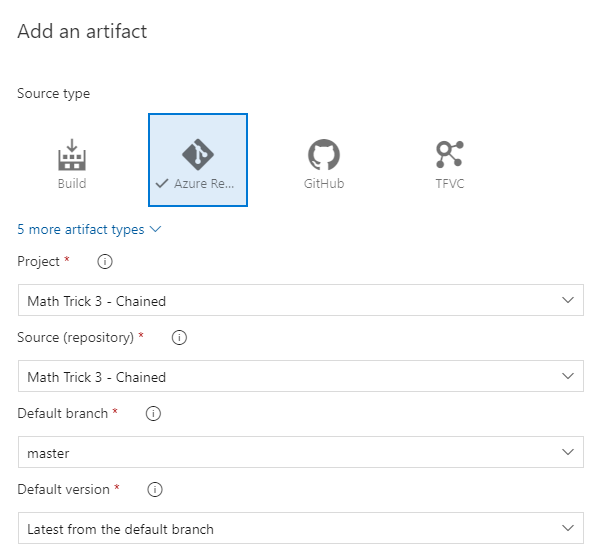 Add an artifact
Source type
Build
Azure Re...
GitHub
TFVC
5 more artifact types
Project *
Math Trick 3 - Chained
Source (repository) *
Math Trick 3 - Chained
Default branch *
master
Default version *
Latest from the default branch